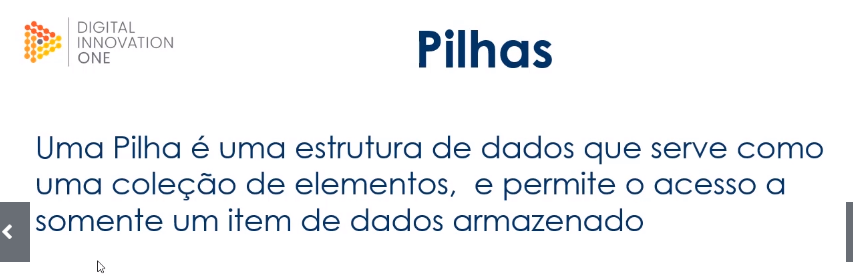 DIGITAL
INNOVATION
ONE
Pilhas
Uma Pilha é uma estrutura de dados que serve como
uma coleção de elementos, e permite o acesso a
somente um item de dados armazenado